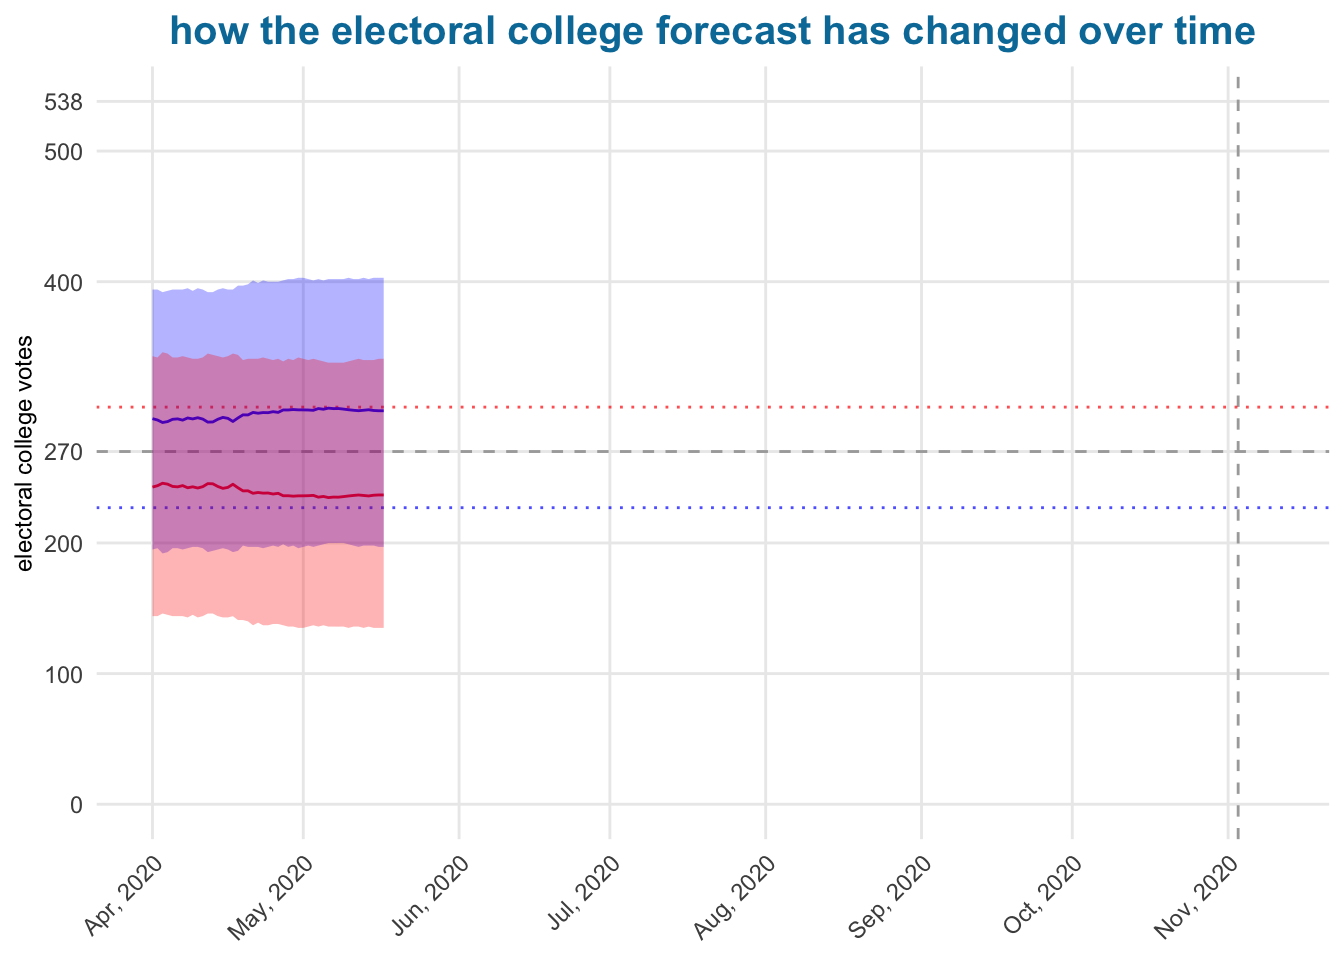 how the electoral college forecast has changed over time
electoral college votes
538
500
400
270
200
100
0
Apr, 2020
May, 2020
Jun, 2020
Jul, 2020
Aug, 2020
Sep, 2020
Oct, 2020
Nov, 2020